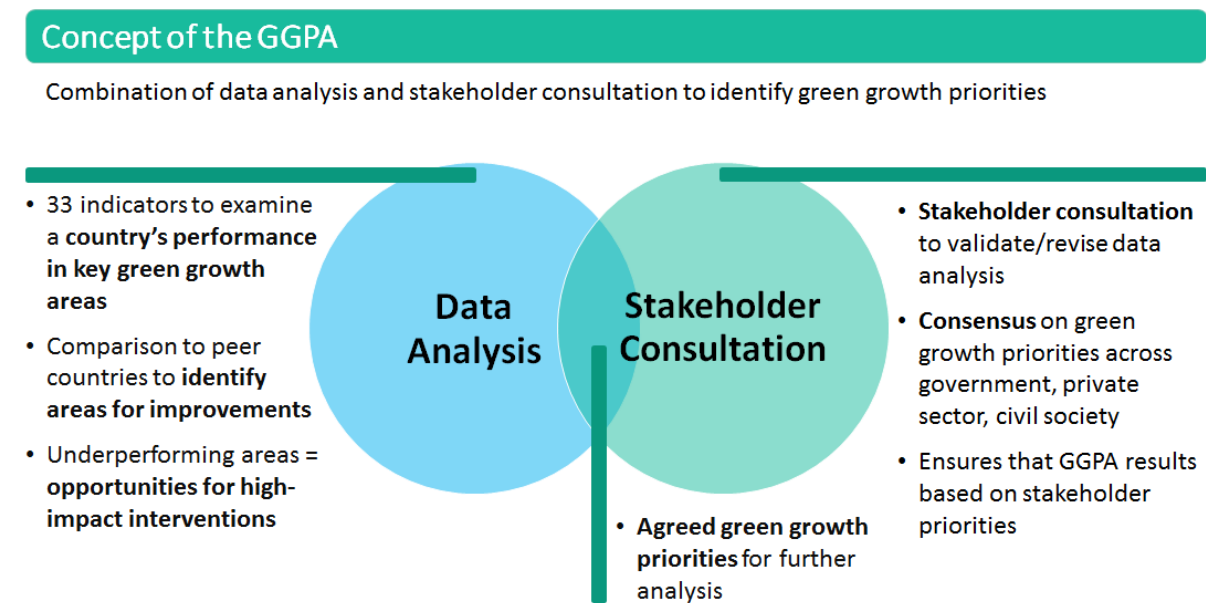 Concept of the GGPA
Combination of data analysis and stakeholder consultation to identify green growth priorities
• 33 indicators to examine
a country's performance
in key green growth
areas
• Comparison to peer
countries to identify
areas for improvements
• Underperforming areas =
opportunities for high-
impact interventions
Data
Analysis
Stakeholder
Consultation
• Agreed green growth
priorities for further
analysis
• Stakeholder consultation
to validate/revise data
analysis
• Consensus on green
growth priorities across
government, private
sector, civil society
• Ensures that GGPA results
based on stakeholder
priorities